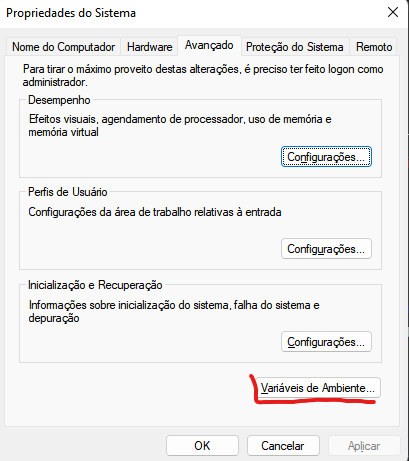 Propriedades do Sistema
Nome do Computador Hardware Avançado Proteção do Sistema Remoto
Para tirar o máximo proveito destas alterações, é preciso ter feito logon como
administrador.
Desempenho
Efeitos visuais, agendamento de processador, uso de memória e
memória virtual
Configurações...
Perfis de Usuário
Configurações da área de trabalho relativas à entrada
Configurações...
Inicialização e Recuperação
Informações sobre inicialização do sistema, falha do sistema e
depuração
Configurações...
Variáveis de Ambiente...
OK Cancelar Aplicar